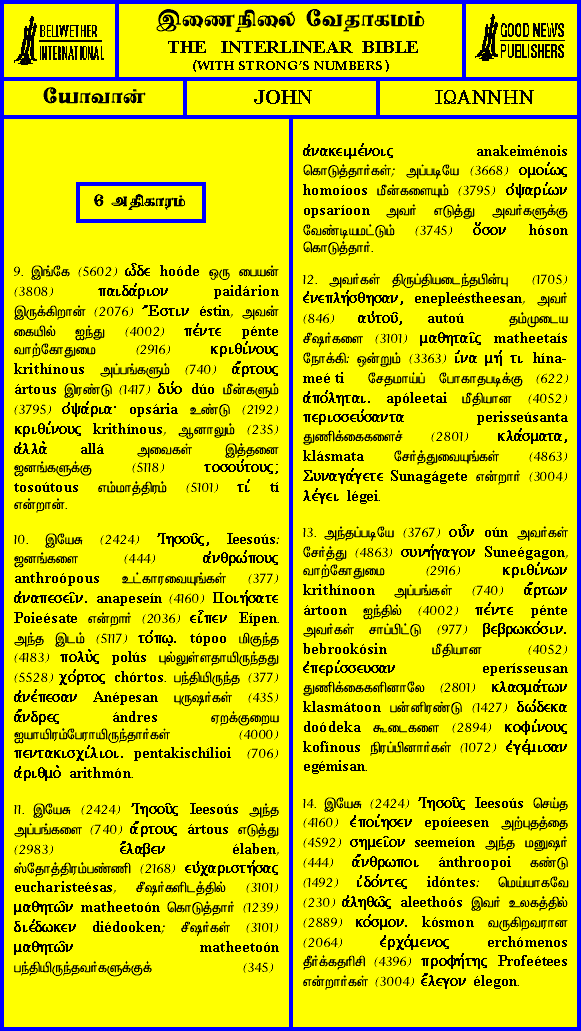 BELLWETHER
INTERNATIONAL
இணைநிலை வேதாகமம்
THE INTERLINEAR BIBLE
(WITH STRONG'S NUMBERS)
GOOD NEWS
PUBLISHERS
யோவான்
JOHN
ΙΩΑΝΝΗΝ
6 அதிகாரம்
9. இங்கே (5602) ὧδε hoóde ஒரு பையன்
(3808) παιδάριον paidárion
இருக்கிறான் (2076) Ἔστιν éstin, அவன்
கையில் ஐந்து (4002) πέντε pénte
வாற்கோதுமை (2916) κριθίνους
krithínous அப்பங்களும் (740) ἄρτους
ártous இரண்டு (1417) δύο dúo மீன்களும்
(3795) ὀψάρια· opsária உண்டு (2192)
κριθίνους krithínous, ஆனாலும் (235)
ἀλλὰ allá அவைகள் இத்தனை
ஜனங்களுக்கு (5118) τοσούτους;
tosoútous எம்மாத்திரம் (5101) τί tí
என்றான்.
10. இயேசு (2424) Ἰησοῦς, Ieesoús:
ஜனங்களை (444) ἀνθρώπους
anthroópous உட்காரவையுங்கள் (377)
ἀναπεσεῖν. anapeseín (4160) Ποιήσατε
Poieésate என்றார் (2036) εἶπεν Eípen.
அந்த இடம் (5117) τόπῳ. tópoo மிகுந்த
(4183) πολὺς polús புல்லுள்ளதாயிருந்தது
(5528) χόρτος chórtos. பந்தியிருந்த (377)
ἀνέπεσαν Anépesan புருஷர்கள் (435)
ἄνδρες ándres ஏறக்குறைய
ஐயாயிரம்பேராயிருந்தார்கள் (4000)
πεντακισχίλιοι. pentakischílioi (706)
ἀριθμὸ arithmón.
11. இயேசு (2424) Ἰησοῦς Ieesoús அந்த
அப்பங்களை (740) ἄρτους ártous எடுத்து
(2983) ἔλαβεν élaben,
ஸ்தோத்திரம்பண்ணி (2168) εὐχαριστήσας
eucharisteésas, சீஷர்களிடத்தில் (3101)
μαθητῶν matheetoón கொடுத்தார் (1239)
διέδωκεν diédooken; சீஷர்கள் (3101)
μαθητῶν matheetoón
பந்தியிருந்தவர்களுக்குக் (345)
ἀνακειμένοις anakeiménois
கொடுத்தார்கள்; அப்படியே (3668) ομοίως
homoíoos மீன்களையும் (3795) ὀψαρίων
opsaríoon அவர் எடுத்து அவர்களுக்கு
வேண்டியமட்டும் (3745) ὅσον hóson
கொடுத்தார்.
12. அவர்கள் திருப்தியடைந்தபின்பு (1705)
ἐνεπλήσθησαν, enepleéstheesan, அவர்
(846) αὐτοῦ, autoú தம்முடைய
சீஷர்களை (3101) μαθηταῖς matheetaís
நோக்கி: ஒன்றும் (3363) ἵνα μή τι hína-
meé ti சேதமாய்ப் போகாதபடிக்கு (622)
ἀπόληται. apóleetai மீதியான (4052)
περισσεύσαντα perisseúsanta
துணிக்கைகளைச் (2801) κλάσματα,
klásmata சேர்த்துவையுங்கள் (4863)
Συναγάγετε Sunagágete என்றார் (3004)
λέγει légei.
13. அந்தப்படியே (3767) οὖν oún அவர்கள்
சேர்த்து (4863) συνήγαγον Suneégagon,
வாற்கோதுமை (2916) κριθίνων
krithínoon அப்பங்கள் (740) ἄρτων
ártoon ஐந்தில் (4002) πέντε pénte
அவர்கள் சாப்பிட்டு (977) βεβρωκόσιν.
bebrookósin மீதியான (4052)
ἐπερίσσευσαν eperísseusan
துணிக்கைகளினாலே (2801) κλασμάτων
klasmátoon பன்னிரண்டு (1427) δώδεκα
doódeka கூடைகளை (2894) κοφίνους
kofínous நிரப்பினார்கள் (1072) ἐγέμισαν
egémisan.
14. இயேசு (2424) Ἰησοῦς Ieesoús செய்த
(4160) ἐποίησεν epoíeesen அற்புதத்தை
(4592) σημεῖον seemeíon அந்த மனுஷர்
(444) ἄνθρωποι ánthroopoi கண்டு
(1492) ἰδόντες idóntes: மெய்யாகவே
(230) ἀληθῶς aleethoós இவர் உலகத்தில்
(2889) κόσμον. kósmon வருகிறவரான
(2064) ἐρχόμενος erchómenos
தீர்க்கதரிசி (4396) προφήτης Profeétees
என்றார்கள் (3004) ἔλεγον élegon.